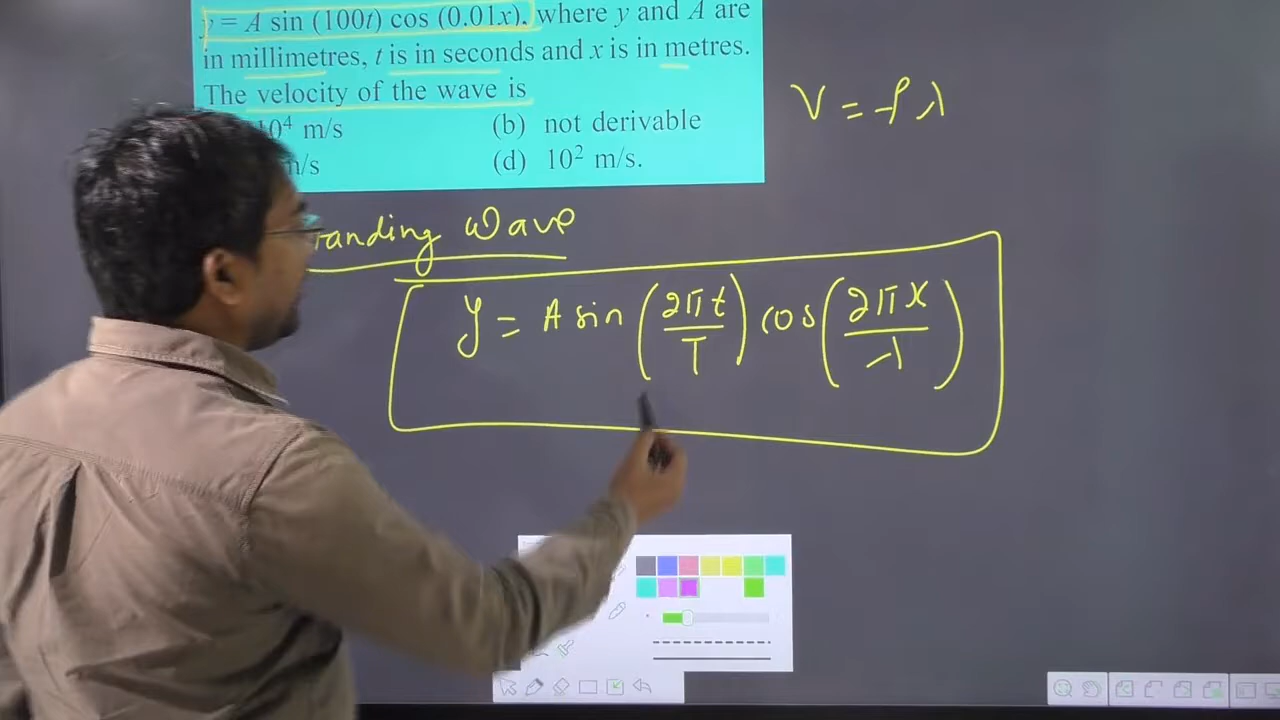 y = A sin (100t) cos (0.01x), where y and A are
in millimetres, t is in seconds and x is in metres.
The velocity of the wave is
10⁴ m/s (b) not derivable
m/s (d) 10² m/s.
V = f λ
tanding Wave
y = A sin (2πt/T) cos (2πx/λ)